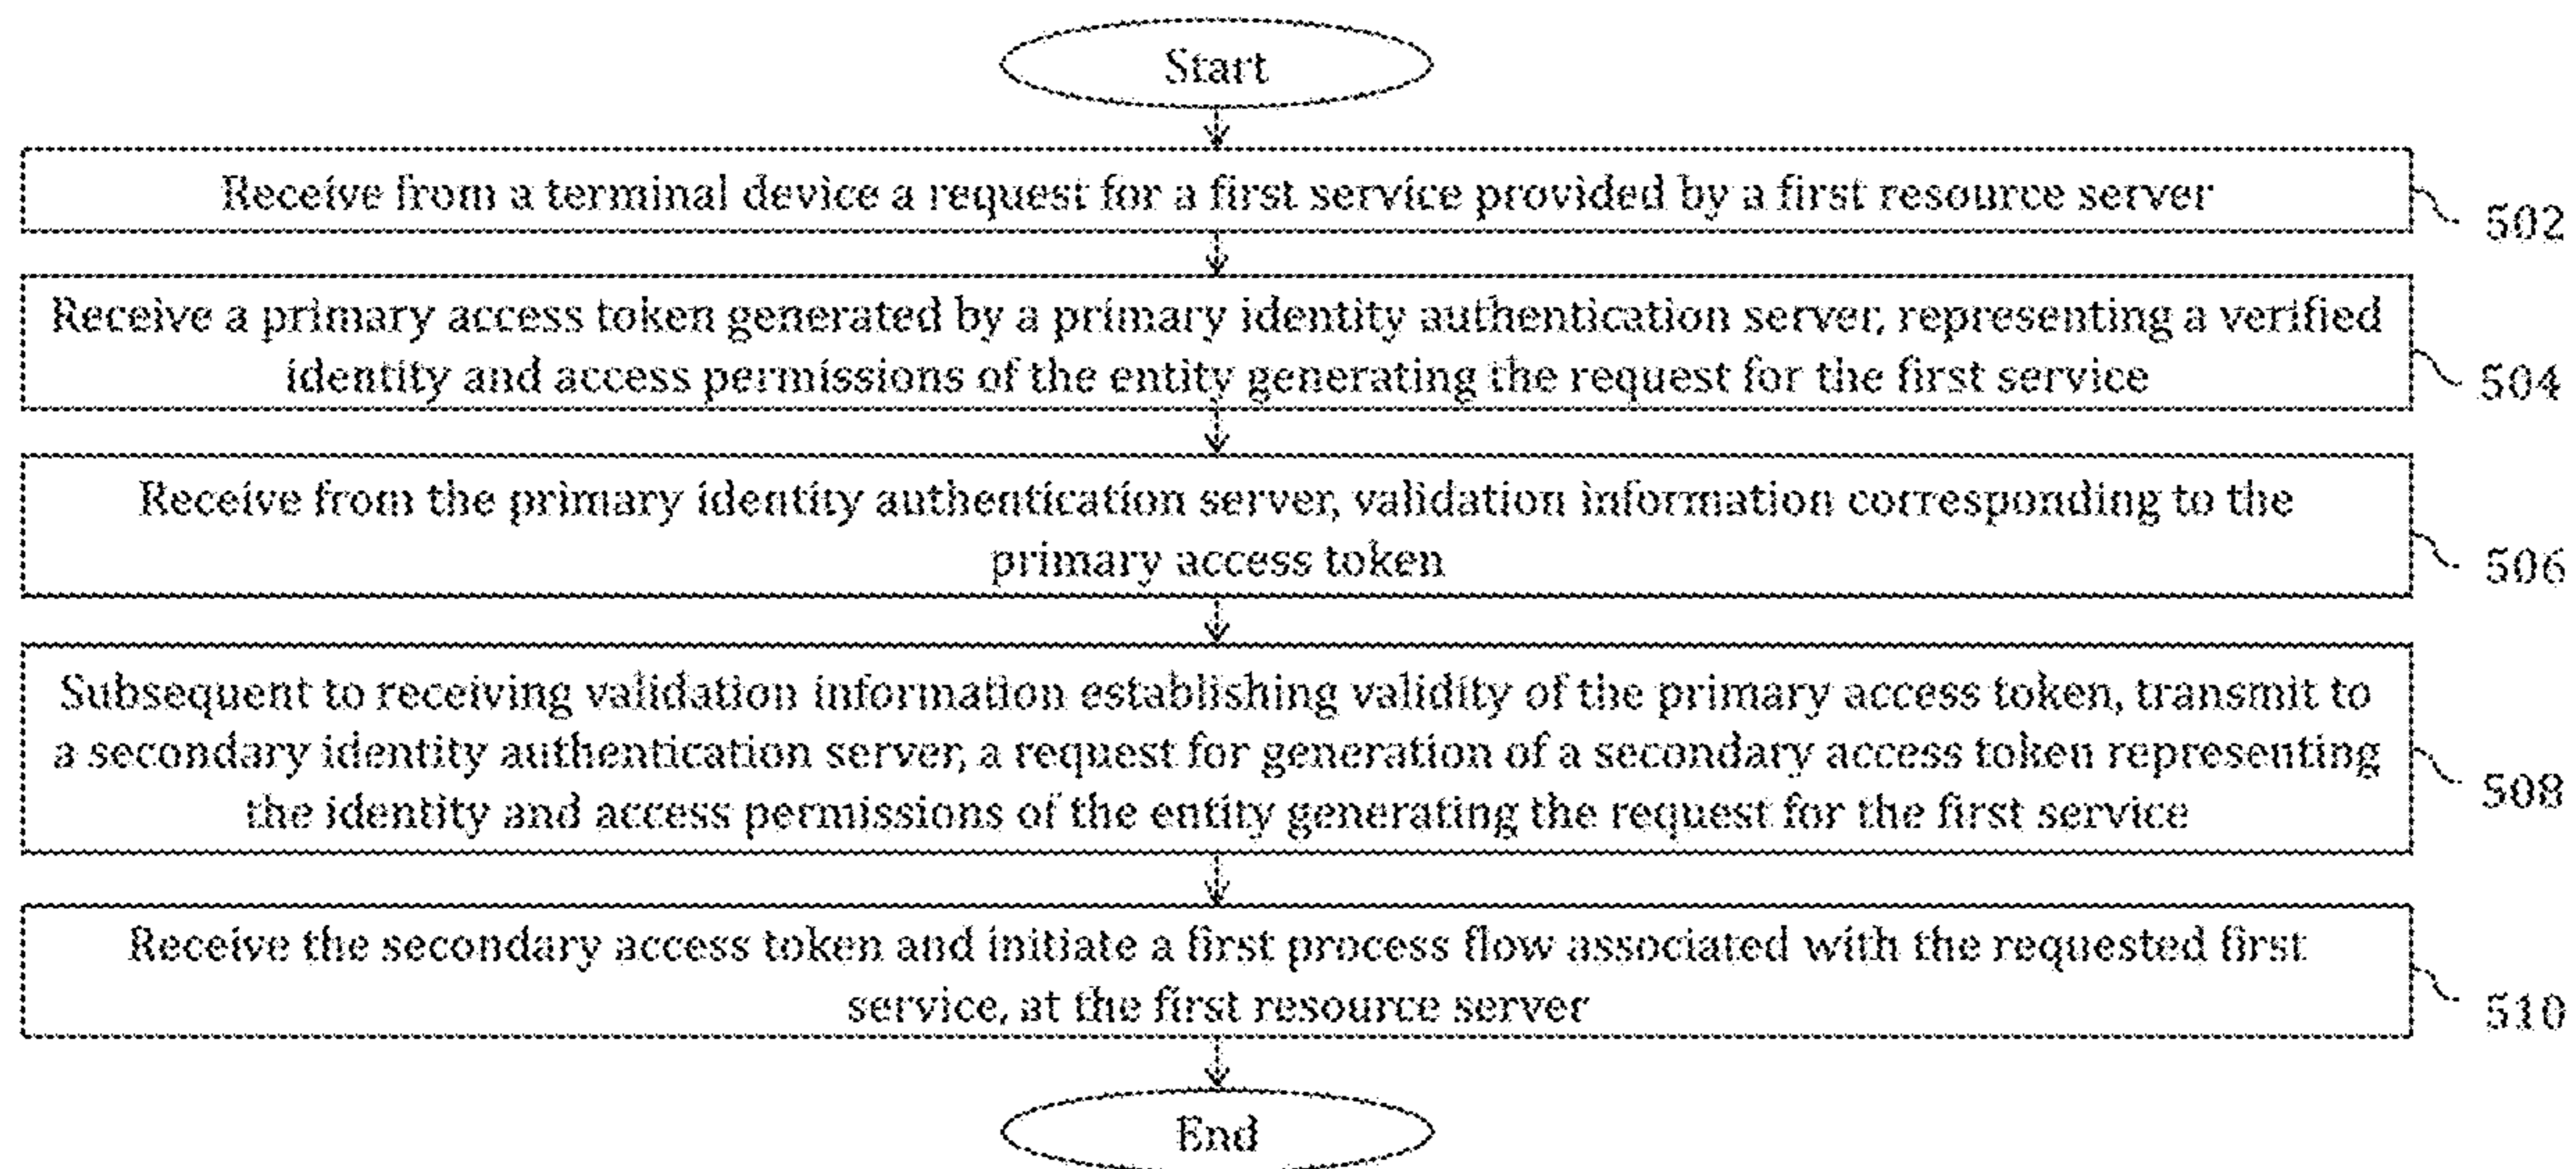 Start
Receive from a terminal device a request for a first service provided by a first resource server
502
Receive a primary access token generated by a primary identity authentication server, representing a verified
identity and access permissions of the entity generating the request for the first service
504
Receive from the primary identity authentication server, validation information corresponding to the
primary access token
506
Subsequent to receiving validation information establishing validity of the primary access token, transmit to
a secondary identity authentication server, a request for generation of a secondary access token representing
the identity and access permissions of the entity generating the request for the first service
508
Receive the secondary access token and initiate a first process flow associated with the requested first
service, at the first resource server
510
End